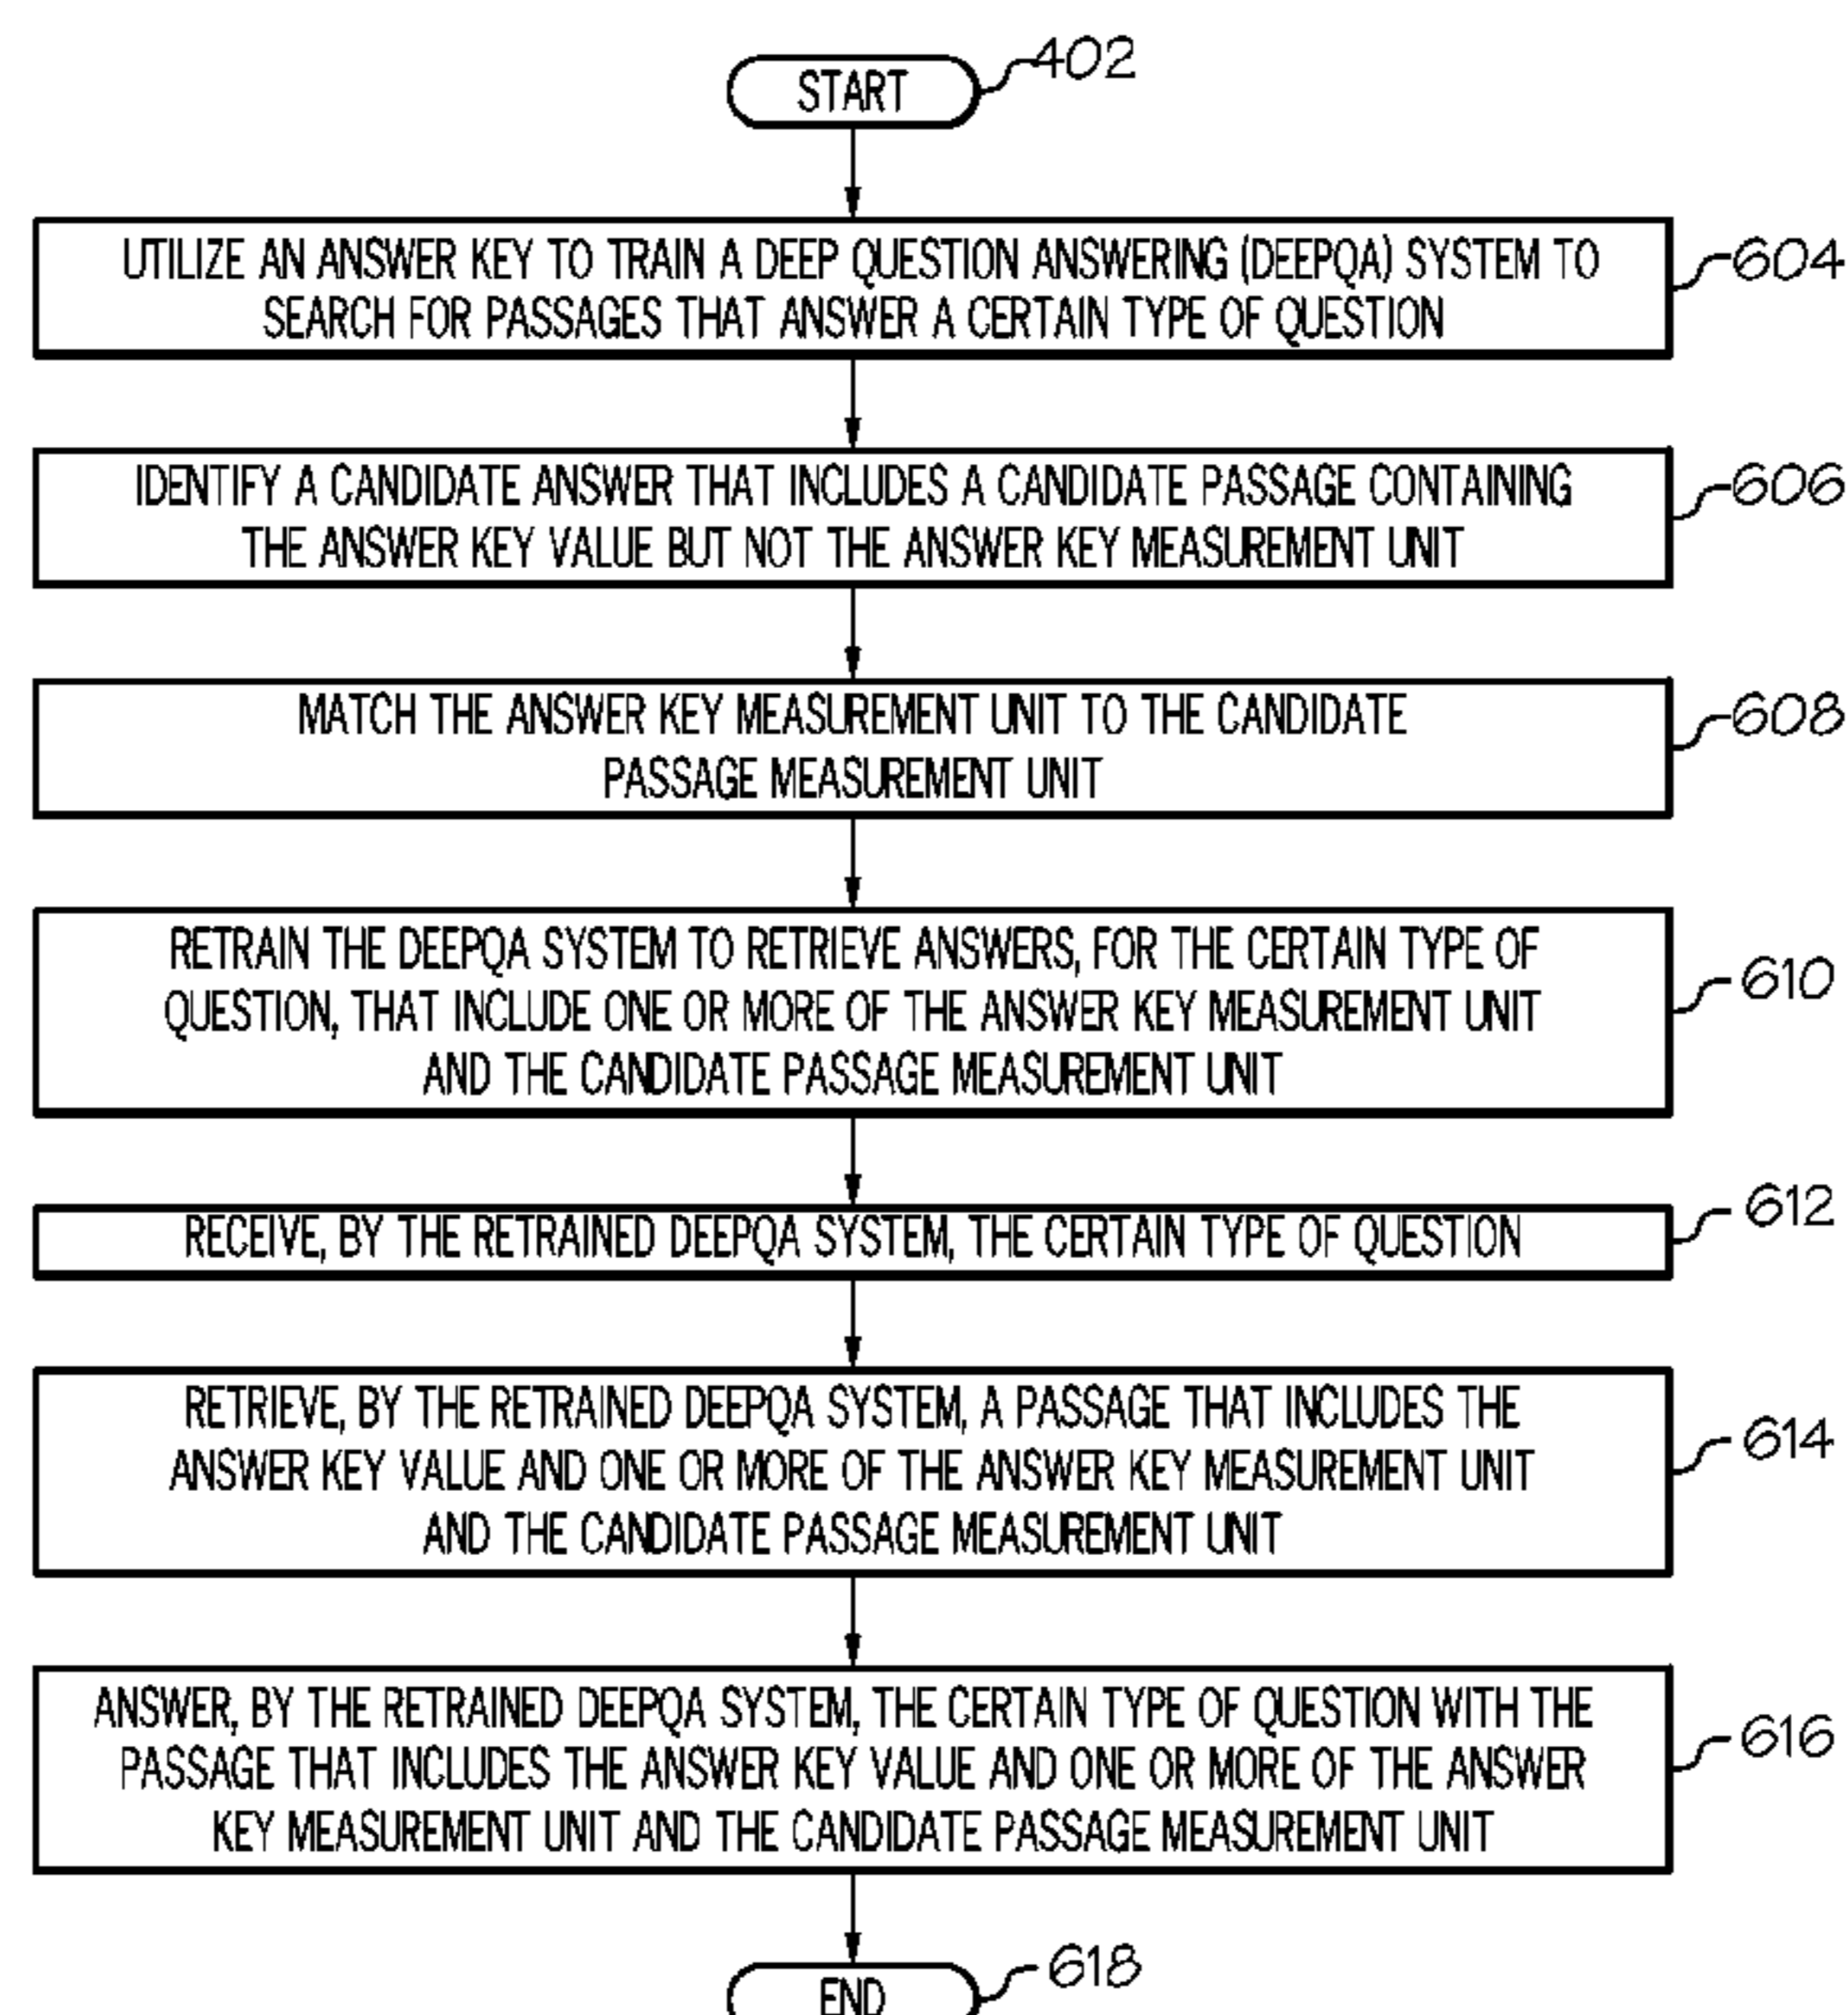 START
402
UTILIZE AN ANSWER KEY TO TRAIN A DEEP QUESTION ANSWERING (DEEPQA) SYSTEM TO
SEARCH FOR PASSAGES THAT ANSWER A CERTAIN TYPE OF QUESTION
604
IDENTIFY A CANDIDATE ANSWER THAT INCLUDES A CANDIDATE PASSAGE CONTAINING
THE ANSWER KEY VALUE BUT NOT THE ANSWER KEY MEASUREMENT UNIT
606
MATCH THE ANSWER KEY MEASUREMENT UNIT TO THE CANDIDATE
PASSAGE MEASUREMENT UNIT
608
RETRAIN THE DEEPQA SYSTEM TO RETRIEVE ANSWERS, FOR THE CERTAIN TYPE OF
QUESTION, THAT INCLUDE ONE OR MORE OF THE ANSWER KEY MEASUREMENT UNIT
AND THE CANDIDATE PASSAGE MEASUREMENT UNIT
610
RECEIVE, BY THE RETRAINED DEEPQA SYSTEM, THE CERTAIN TYPE OF QUESTION
612
RETRIEVE, BY THE RETRAINED DEEPQA SYSTEM, A PASSAGE THAT INCLUDES THE
ANSWER KEY VALUE AND ONE OR MORE OF THE ANSWER KEY MEASUREMENT UNIT
AND THE CANDIDATE PASSAGE MEASUREMENT UNIT
614
ANSWER, BY THE RETRAINED DEEPQA SYSTEM, THE CERTAIN TYPE OF QUESTION WITH THE
PASSAGE THAT INCLUDES THE ANSWER KEY VALUE AND ONE OR MORE OF THE ANSWER
KEY MEASUREMENT UNIT AND THE CANDIDATE PASSAGE MEASUREMENT UNIT
616
END
618